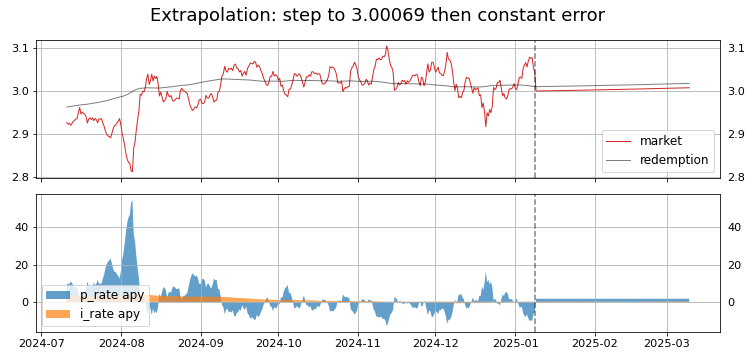 Extrapolation: step to 3.00069 then constant error
3.1 3.1
3.0 3.0
2.9 2.9
2.8 2.8
market
redemption
40 40
20 20
0 0
p_rate apy
i_rate apy
2024-07 2024-08 2024-09 2024-10 2024-11 2024-12 2025-01 2025-02 2025-03